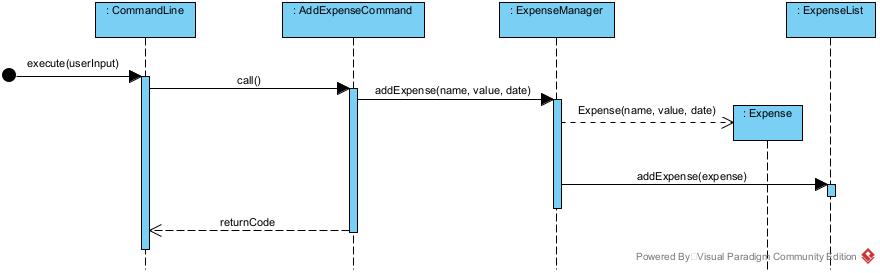 : CommandLine
: AddExpenseCommand
: ExpenseManager
: ExpenseList
execute(userInput)
call()
addExpense(name, value, date)
Expense(name, value, date)
: Expense
addExpense(expense)
returnCode
Powered By Visual Paradigm Community Edition